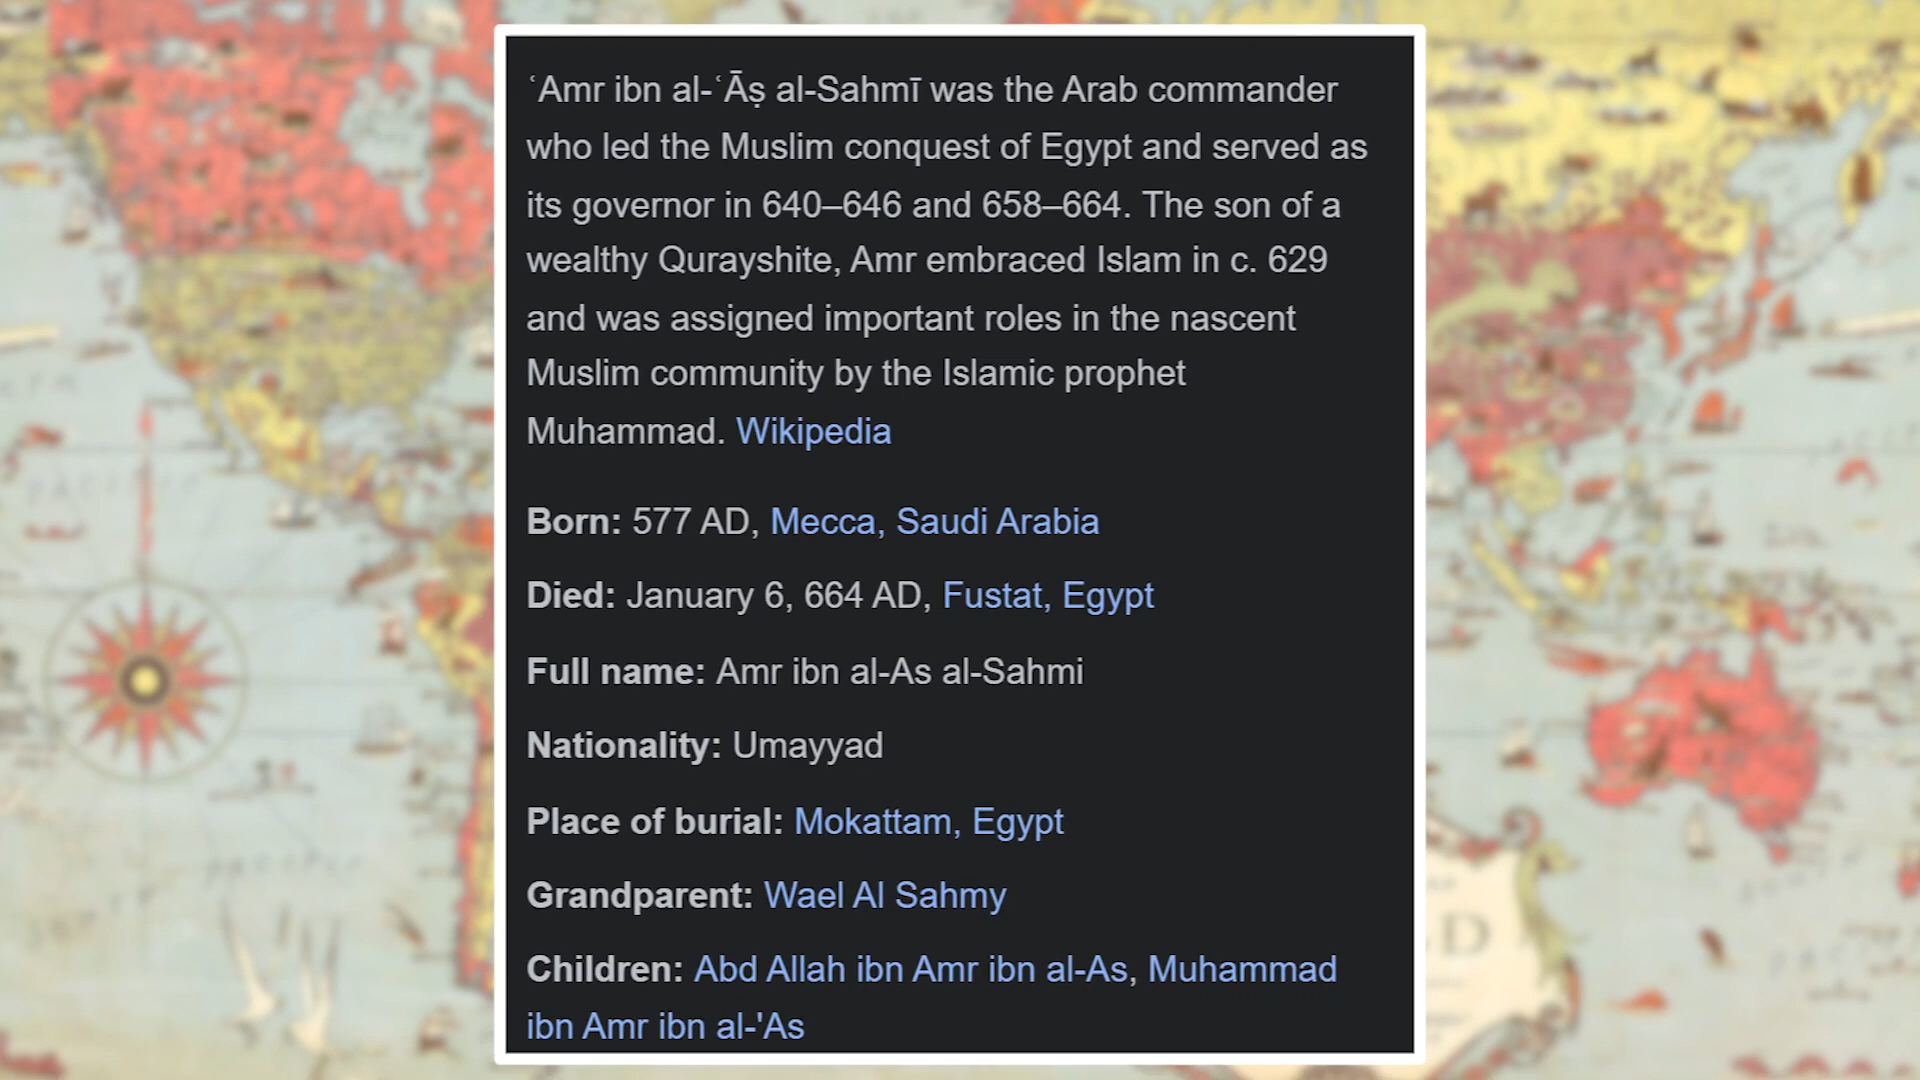 ʿAmr ibn al-ʿĀṣ al-Sahmī was the Arab commander
who led the Muslim conquest of Egypt and served as
its governor in 640–646 and 658–664. The son of a
wealthy Qurayshite, Amr embraced Islam in c. 629
and was assigned important roles in the nascent
Muslim community by the Islamic prophet
Muhammad. Wikipedia
Born: 577 AD, Mecca, Saudi Arabia
Died: January 6, 664 AD, Fustat, Egypt
Full name: Amr ibn al-As al-Sahmi
Nationality: Umayyad
Place of burial: Mokattam, Egypt
Grandparent: Wael Al Sahmy
Children: Abd Allah ibn Amr ibn al-As, Muhammad
ibn Amr ibn al-'As